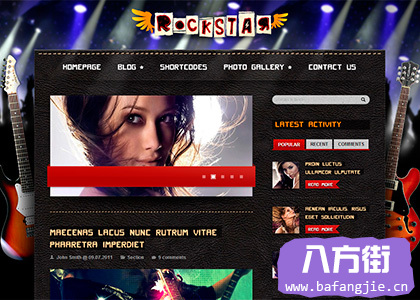 ROCKSTAR
HOMEPAGE BLOG SHORTCODES PHOTO GALLERY CONTACT US
LATEST ACTIVITY
POPULAR RECENT COMMENTS
PROIN LUCTUS
ULLAMCOR ULPUTATE
READ MORE
AENEAN IACULIS RISUS
EGET SOLLICITUDIN
READ MORE
MAECENAS LACUS NUNC RUTRUM VITAE
PHARRETRA IMPERDIET
John Smith @ 09.07.2011 Section 5 comments
八方街
www.bafangjie.cn